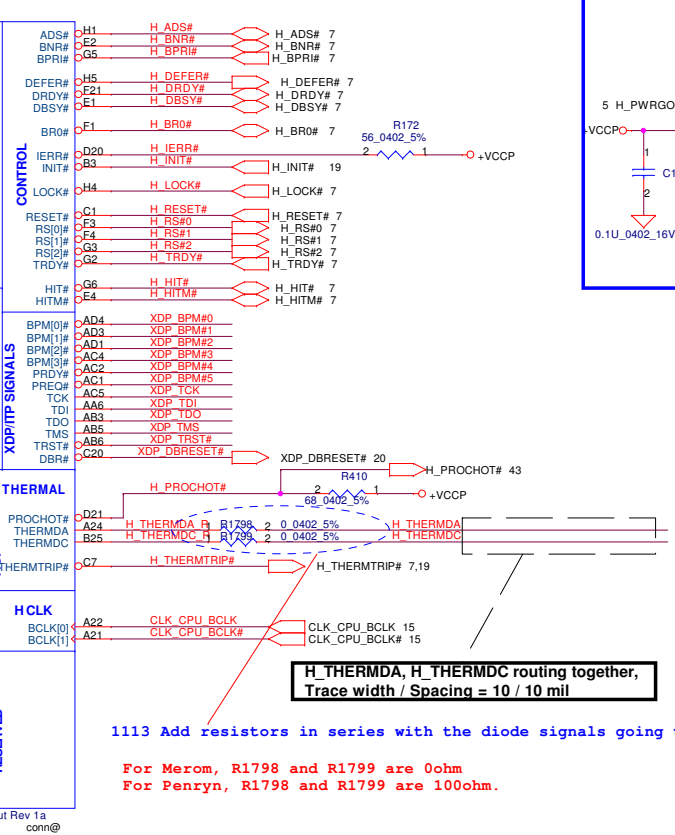 ADS# H1 H_ADS# H_ADS# 7
BNR# E2 H_BNR# H_BNR# 7
BPRI# G5 H_BPRI# H_BPRI# 7
DEFER# H5 H_DEFER# H_DEFER# 7
DRDY# F21 H_DRDY# H_DRDY# 7
DBSY# E1 H_DBSY# H_DBSY# 7
BR0# F1 H_BR0# H_BR0# 7
R172
56_0402_5%
IERR# D20 H_IERR# 2 1 +VCCP
INIT# B3 H_INIT# H_INIT# 19
CONTROL
LOCK# H4 H_LOCK# H_LOCK# 7
RESET# C1 H_RESET# H_RESET# 7
RS[0]# F3 H_RS#0 H_RS#0 7
RS[1]# F4 H_RS#1 H_RS#1 7
RS[2]# G3 H_RS#2 H_RS#2 7
TRDY# G2 H_TRDY# H_TRDY# 7
HIT# G6 H_HIT# H_HIT# 7
HITM# E4 H_HITM# H_HITM# 7
5 H_PWRGO
+VCCP
1
C1
2
0.1U_0402_16V
BPM[0]# AD4 XDP_BPM#0
BPM[1]# AD3 XDP_BPM#1
BPM[2]# AD1 XDP_BPM#2
BPM[3]# AC4 XDP_BPM#3
PRDY# AC2 XDP_BPM#4
PREQ# AC1 XDP_BPM#5
TCK AC5 XDP_TCK
TDI AA6 XDP_TDI
TDO AB3 XDP_TDO
TMS AB5 XDP_TMS
TRST# AB6 XDP_TRST#
DBR# C20 XDP_DBRESET# XDP_DBRESET# 20
XDP/ITP SIGNALS
H_PROCHOT# 43
THERMAL
R410
H_PROCHOT# 2 1 +VCCP
68_0402_5%
PROCHOT# D21
THERMDA A24 H_THERMDA_R 1 R1798 2 0_0402_5% H_THERMDA
THERMDC B25 H_THERMDC_R 1 R1799 2 0_0402_5% H_THERMDC
THERMTRIP# C7 H_THERMTRIP# H_THERMTRIP# 7,19
H CLK
BCLK[0] A22 CLK_CPU_BCLK CLK_CPU_BCLK 15
BCLK[1] A21 CLK_CPU_BCLK# CLK_CPU_BCLK# 15
H_THERMDA, H_THERMDC routing together,
Trace width / Spacing = 10 / 10 mil
1113 Add resistors in series with the diode signals going
For Merom, R1798 and R1799 are 0ohm
For Penryn, R1798 and R1799 are 100ohm.
ut Rev 1a
conn@